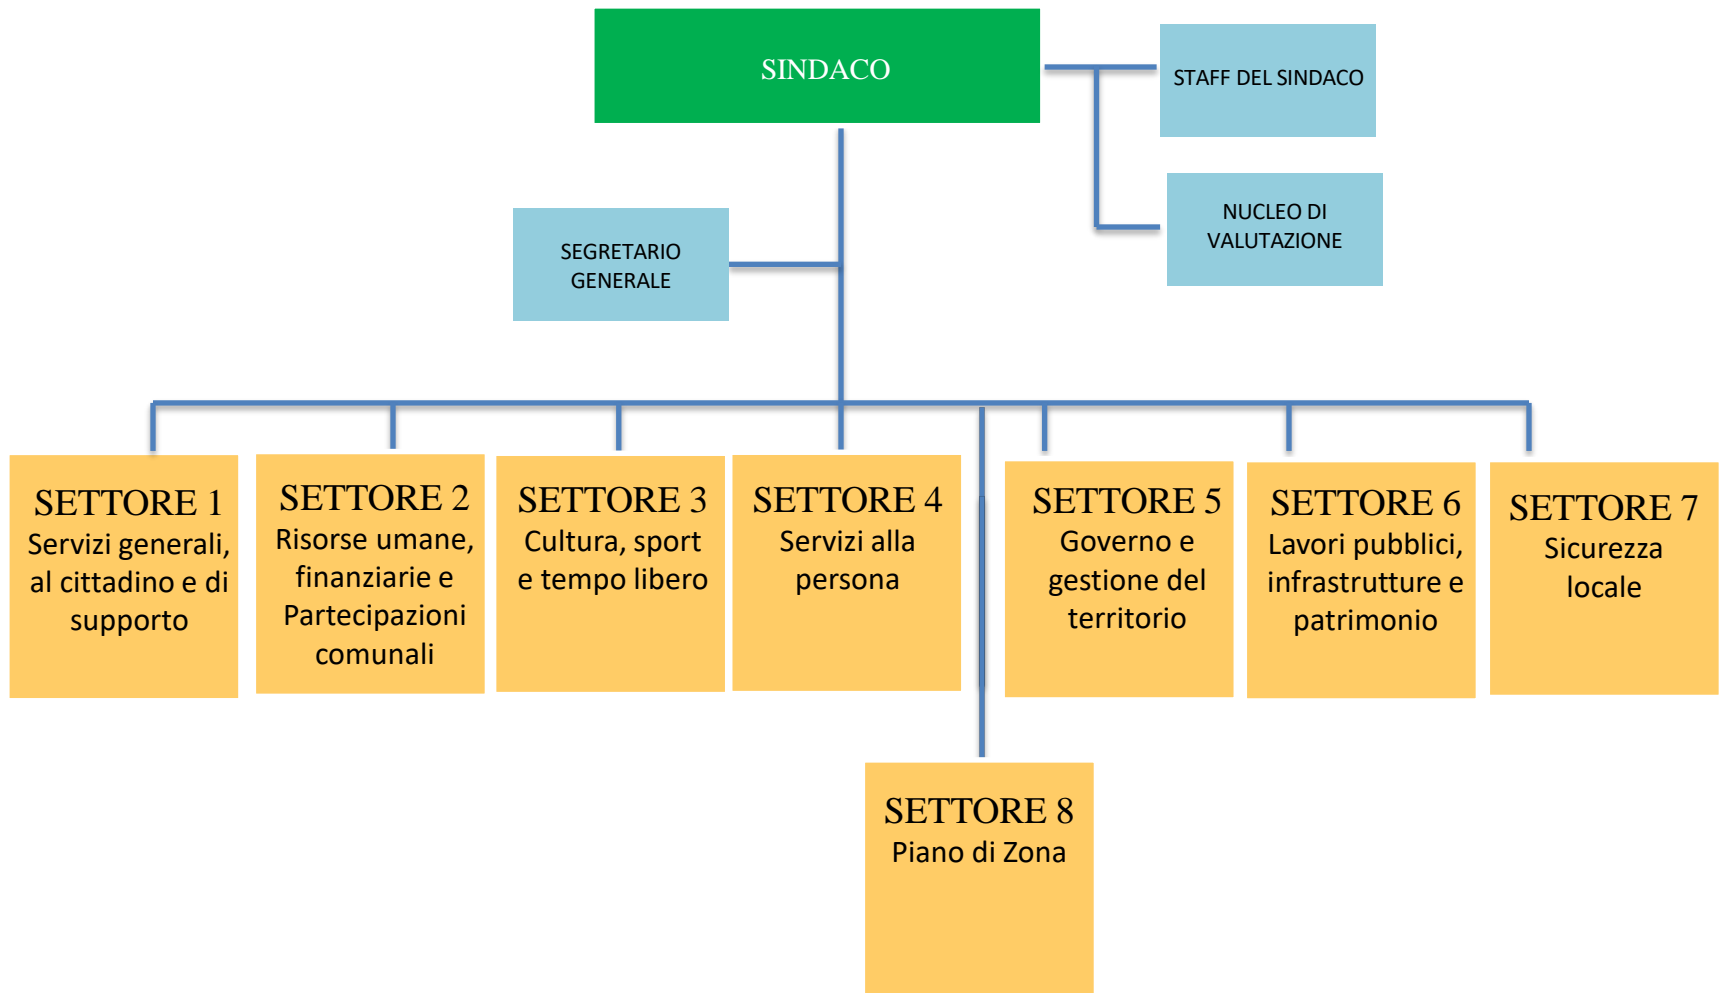 SINDACO
STAFF DEL SINDACO
NUCLEO DI
VALUTAZIONE
SEGRETARIO
GENERALE
SETTORE 1
Servizi generali,
al cittadino e di
supporto
SETTORE 2
Risorse umane,
finanziarie e
Partecipazioni
comunali
SETTORE 3
Cultura, sport
e tempo libero
SETTORE 4
Servizi alla
persona
SETTORE 5
Governo e
gestione del
territorio
SETTORE 6
Lavori pubblici,
infrastrutture e
patrimonio
SETTORE 7
Sicurezza
locale
SETTORE 8
Piano di Zona